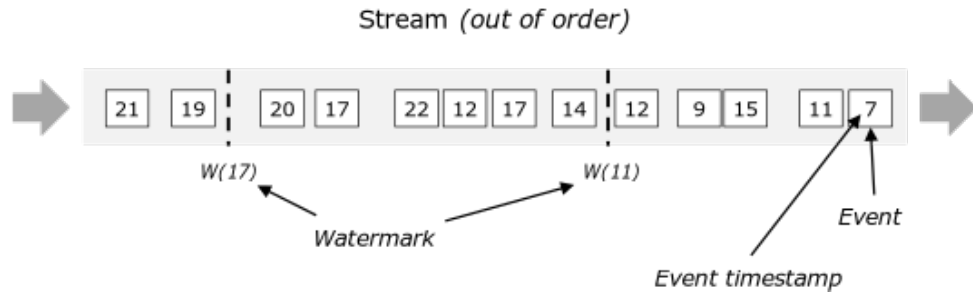 Stream (out of order)
21 19 20 17 22 12 17 14 12 9 15 11 7
W(17) W(11)
Watermark
Event
Event timestamp